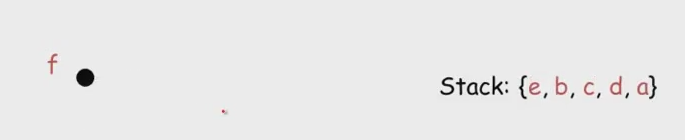 f
Stack: {e, b, c, d, a}